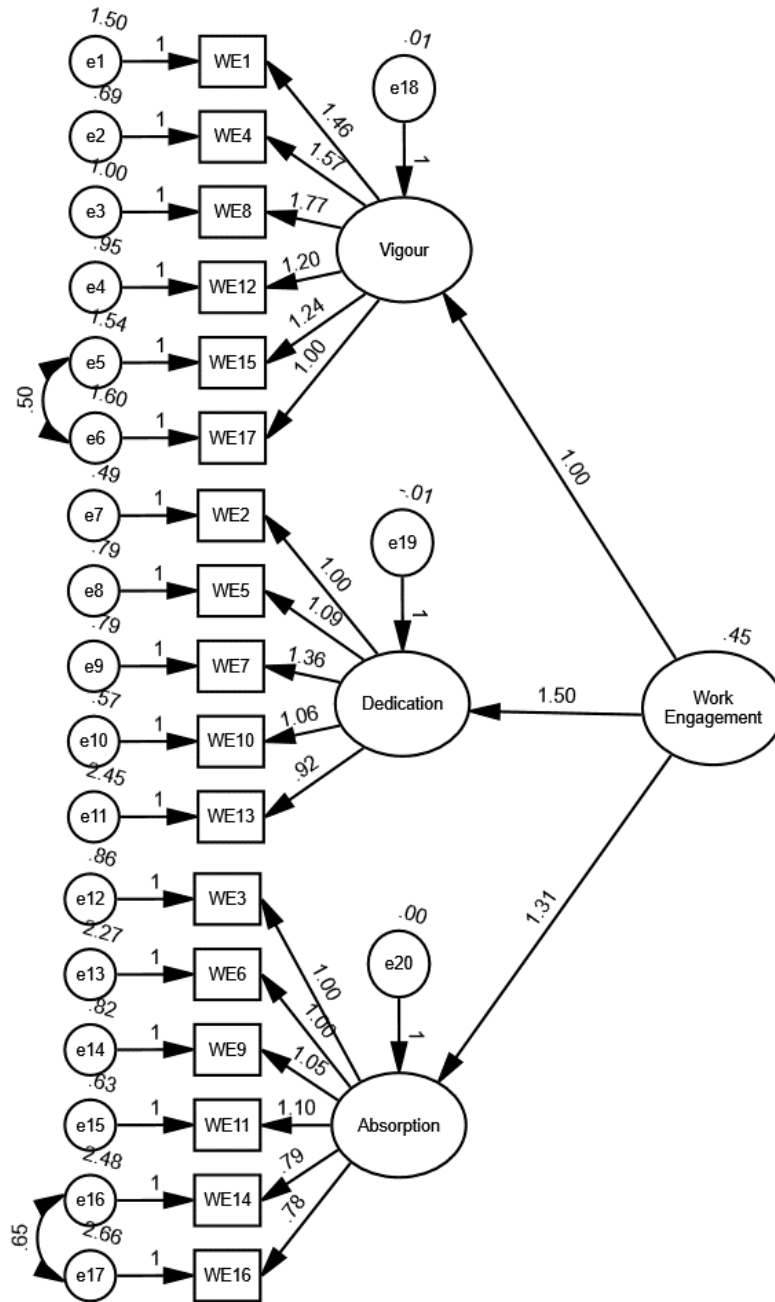 1.50
e1 1 WE1
.69
e2 1 WE4
1.00
e3 1 WE8
.95
e4 1 WE12
1.54
e5 1 WE15
1.60
e6 1 WE17
.50
.49
e7 1 WE2
.79
e8 1 WE5
.79
e9 1 WE7
.57
e10 1 WE10
2.45
e11 1 WE13
.86
e12 1 WE3
2.27
e13 1 WE6
.82
e14 1 WE9
.63
e15 1 WE11
2.48
e16 1 WE14
2.66
e17 1 WE16
.65
1.46
1.57
1.77
1.20
1.24
1.00
.01
e18
1
Vigour
1.00
1.09
1.36
1.06
.92
-.01
e19
1
Dedication
1.00
1.00
1.05
1.10
.79
.78
.00
e20
1
Absorption
1.00
1.50
1.31
.45
Work
Engagement